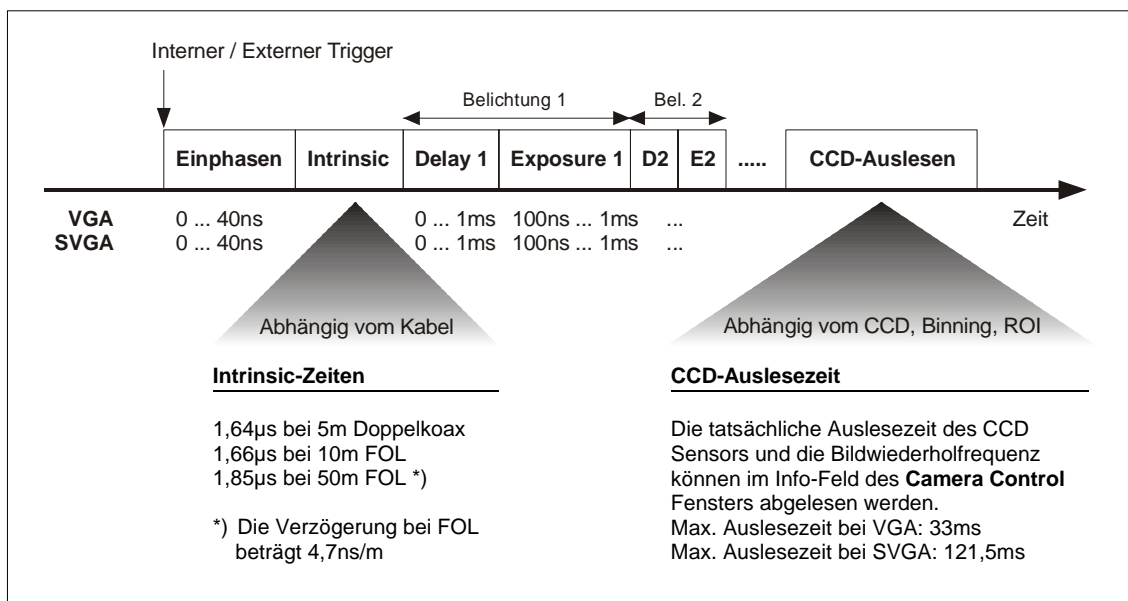 Interner / Externer Trigger
Belichtung 1 Bel. 2
Einphasen Intrinsic Delay 1 Exposure 1 D2 E2 ..... CCD-Auslesen
VGA 0 ... 40ns 0 ... 1ms 100ns ... 1ms ... Zeit
SVGA 0 ... 40ns 0 ... 1ms 100ns ... 1ms ...
Abhängig vom Kabel
Abhängig vom CCD, Binning, ROI
Intrinsic-Zeiten
1,64µs bei 5m Doppelkoax
1,66µs bei 10m FOL
1,85µs bei 50m FOL *)
*) Die Verzögerung bei FOL
beträgt 4,7ns/m
CCD-Auslesezeit
Die tatsächliche Auslesezeit des CCD
Sensors und die Bildwiederholfrequenz
können im Info-Feld des Camera Control
Fensters abgelesen werden.
Max. Auslesezeit bei VGA: 33ms
Max. Auslesezeit bei SVGA: 121,5ms